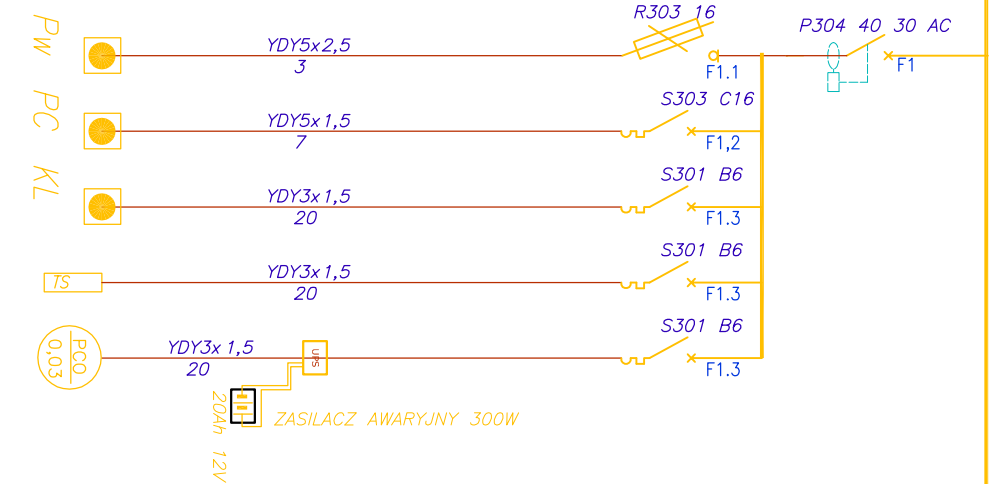 R303 16
P304 40 30 AC
PW
YDY5x2,5
3
F1.1
F1
S303 C16
PC
YDY5x1,5
7
F1,2
S301 B6
KL
YDY3x1,5
20
F1.3
S301 B6
TS
YDY3x1,5
20
F1.3
S301 B6
PCO
0,03
YDY3x1,5
20
UPS
F1.3
20Ah 12V
ZASILACZ AWARYJNY 300W